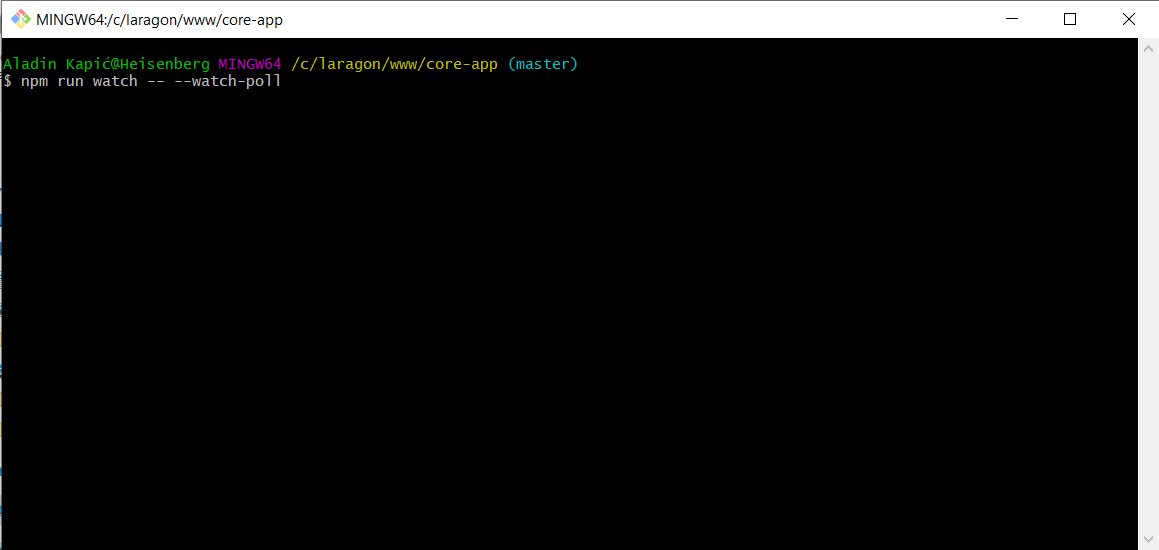 MINGW64:/c/laragon/www/core-app
Aladin Kapić@Heisenberg MINGW64 /c/laragon/www/core-app (master)
$ npm run watch -- --watch-poll